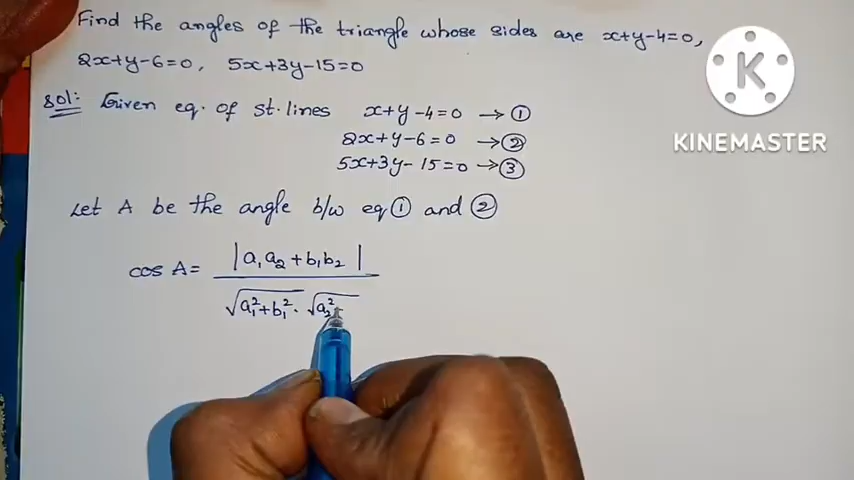 Find the angles of the triangle whose sides are x+y-4=0,
2x+y-6=0, 5x+3y-15=0
Sol: Given eq. of st. lines x+y-4=0 → ①
2x+y-6=0 → ②
5x+3y-15=0 → ③
Let A be the angle b/w eq ① and ②
cos A = |a₁a₂+b₁b₂|
√a₁²+b₁² · √a₂²
K
KINEMASTER